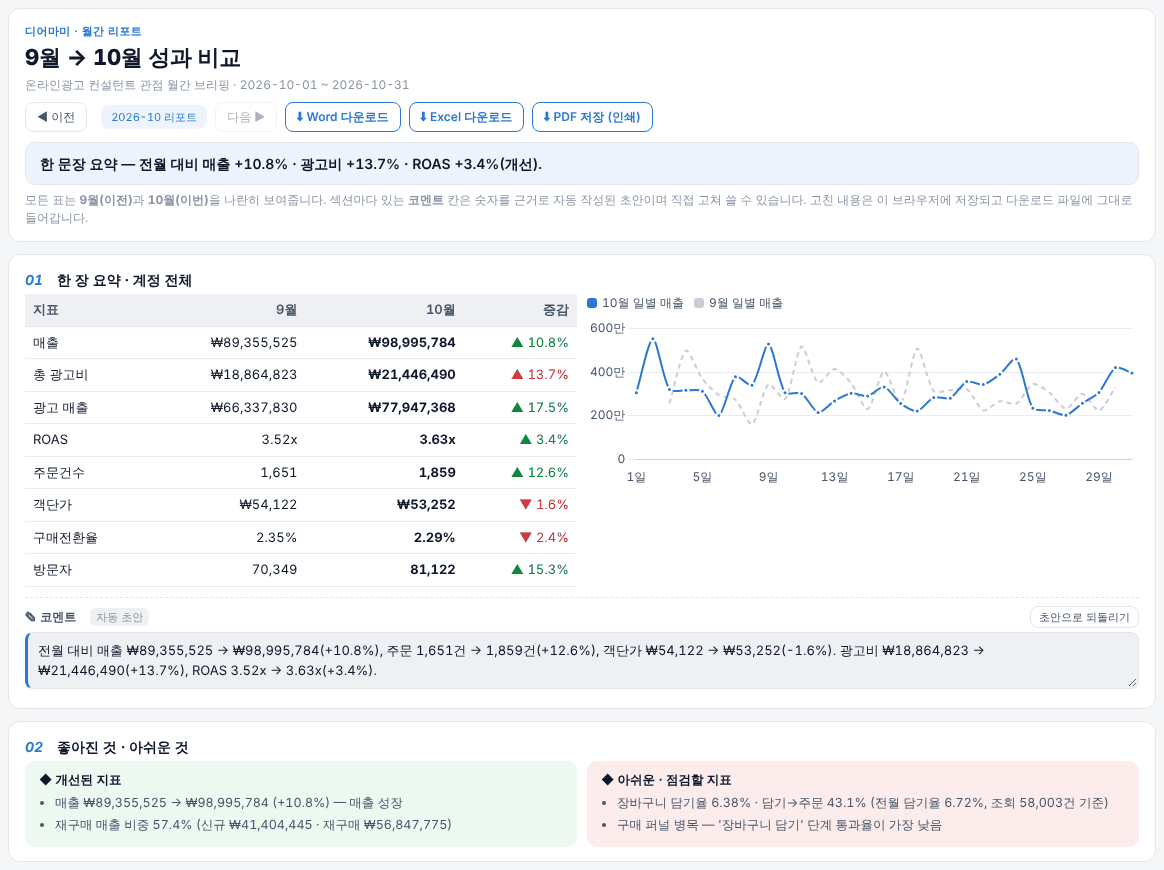 디어마미 · 월간 리포트
9월 → 10월 성과 비교
온라인광고 컨설턴트 관점 월간 브리핑 · 2026-10-01 ~ 2026-10-31
◀ 이전 2026-10 리포트 다음 ▶ ⬇ Word 다운로드 ⬇ Excel 다운로드 ⬇ PDF 저장 (인쇄)
한 문장 요약 — 전월 대비 매출 +10.8% · 광고비 +13.7% · ROAS +3.4%(개선).
모든 표는 9월(이전)과 10월(이번)을 나란히 보여줍니다. 섹션마다 있는 코멘트 칸은 숫자를 근거로 자동 작성된 초안이며 직접 고쳐 쓸 수 있습니다. 고친 내용은 이 브라우저에 저장되고 다운로드 파일에 그대로
들어갑니다.
01 한 장 요약 · 계정 전체
지표 9월 10월 증감
매출 ₩89,355,525 ₩98,995,784 ▲ 10.8%
총 광고비 ₩18,864,823 ₩21,446,490 ▲ 13.7%
광고 매출 ₩66,337,830 ₩77,947,368 ▲ 17.5%
ROAS 3.52x 3.63x ▲ 3.4%
주문건수 1,651 1,859 ▲ 12.6%
객단가 ₩54,122 ₩53,252 ▼ 1.6%
구매전환율 2.35% 2.29% ▼ 2.4%
방문자 70,349 81,122 ▲ 15.3%
10월 일별 매출 9월 일별 매출
600만
400만
200만
0
1일 5일 9일 13일 17일 21일 25일 29일
✎ 코멘트 자동 초안 초안으로 되돌리기
전월 대비 매출 ₩89,355,525 → ₩98,995,784(+10.8%), 주문 1,651건 → 1,859건(+12.6%), 객단가 ₩54,122 → ₩53,252(-1.6%). 광고비 ₩18,864,823 →
₩21,446,490(+13.7%), ROAS 3.52x → 3.63x(+3.4%).
02 좋아진 것 · 아쉬운 것
◆ 개선된 지표
• 매출 ₩89,355,525 → ₩98,995,784 (+10.8%) — 매출 성장
• 재구매 매출 비중 57.4% (신규 ₩41,404,445 · 재구매 ₩56,847,775)
◆ 아쉬운 · 점검할 지표
• 장바구니 담기율 6.38% · 담기→주문 43.1% (전월 담기율 6.72%, 조회 58,003건 기준)
• 구매 퍼널 병목 — '장바구니 담기' 단계 통과율이 가장 낮음